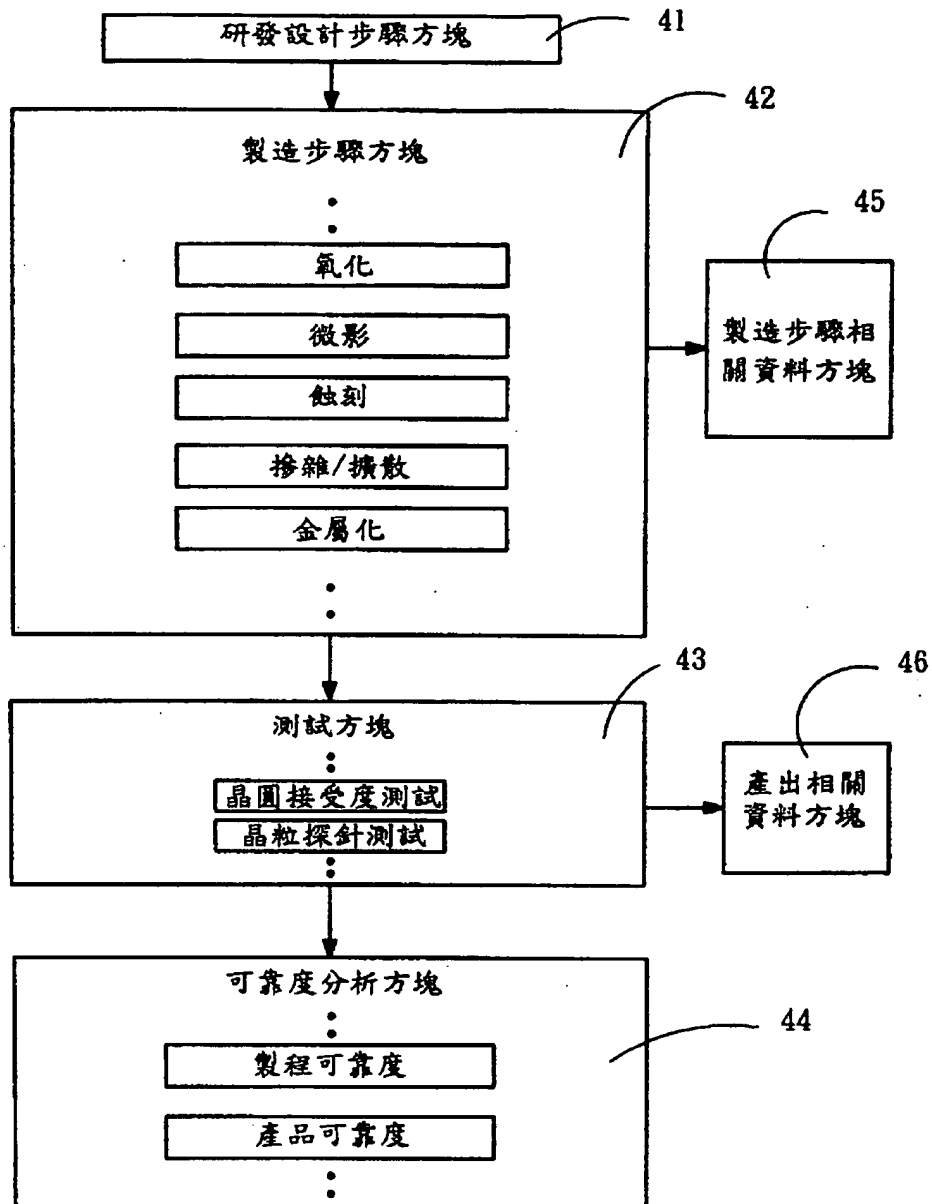 研發設計步驟方塊
41
42
製造步驟方塊
氧化
微影
蝕刻
摻雜/擴散
金屬化
45
製造步驟相
關資料方塊
43
測試方塊
晶圓接受度測試
晶粒探針測試
46
產出相關
資料方塊
可靠度分析方塊
44
製程可靠度
產品可靠度